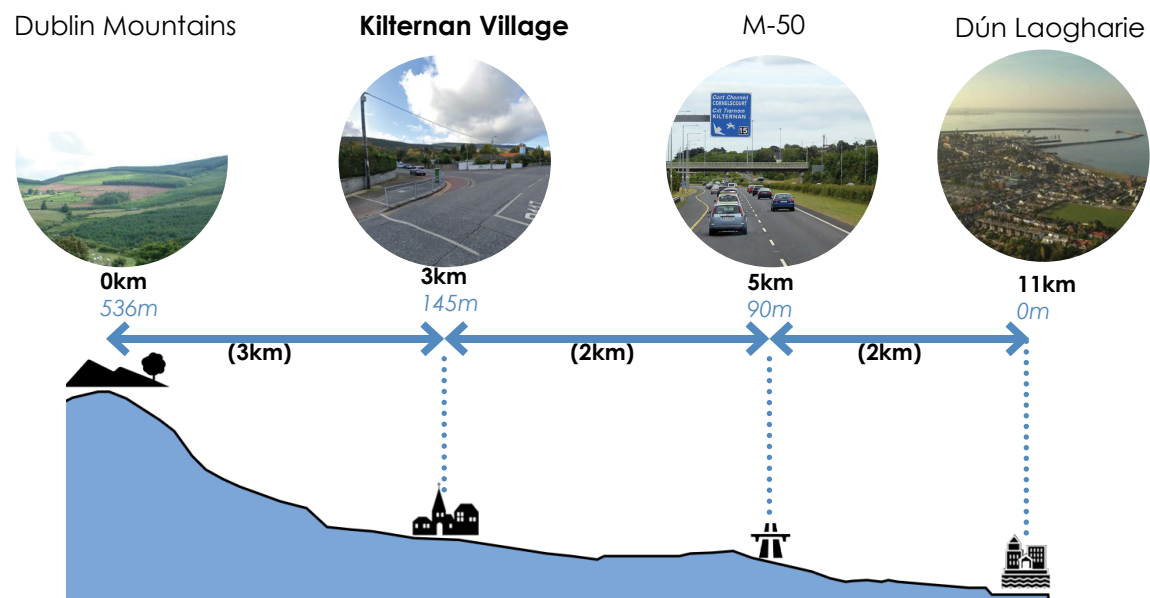 Dublin Mountains
Kilternan Village
M-50
Dún Laogharie
CORNELSCOURT
KILTERNAN
15
0km
536m
3km
145m
5km
90m
11km
0m
(3km)
(2km)
(2km)